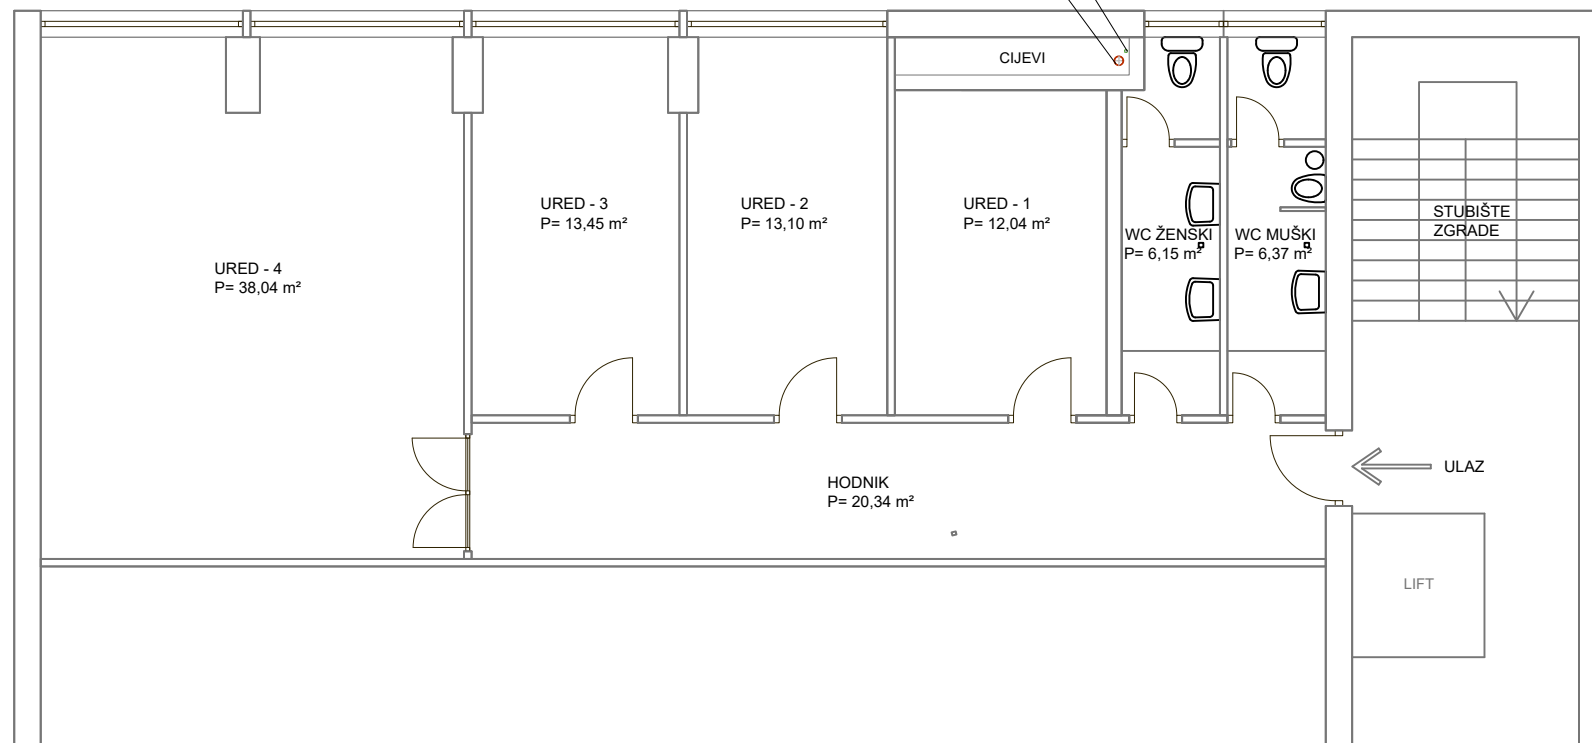 CIJEVI
URED - 4
P= 38,04 m²
URED - 3
P= 13,45 m²
URED - 2
P= 13,10 m²
URED - 1
P= 12,04 m²
WC ŽENSKI
P= 6,15 m²
WC MUŠKI
P= 6,37 m²
STUBIŠTE
ZGRADE
HODNIK
P= 20,34 m²
ULAZ
LIFT